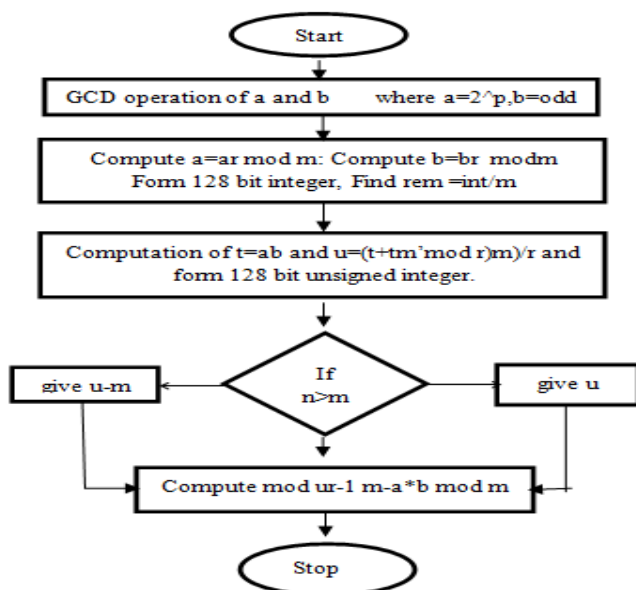 Start
GCD operation of a and b where a=2^p,b=odd
Compute a=ar mod m: Compute b=br modm
Form 128 bit integer, Find rem =int/m
Computation of t=ab and u=(t+tm’mod r)m)/r and
form 128 bit unsigned integer.
If
n>m
give u-m
give u
Compute mod ur-1 m-a*b mod m
Stop